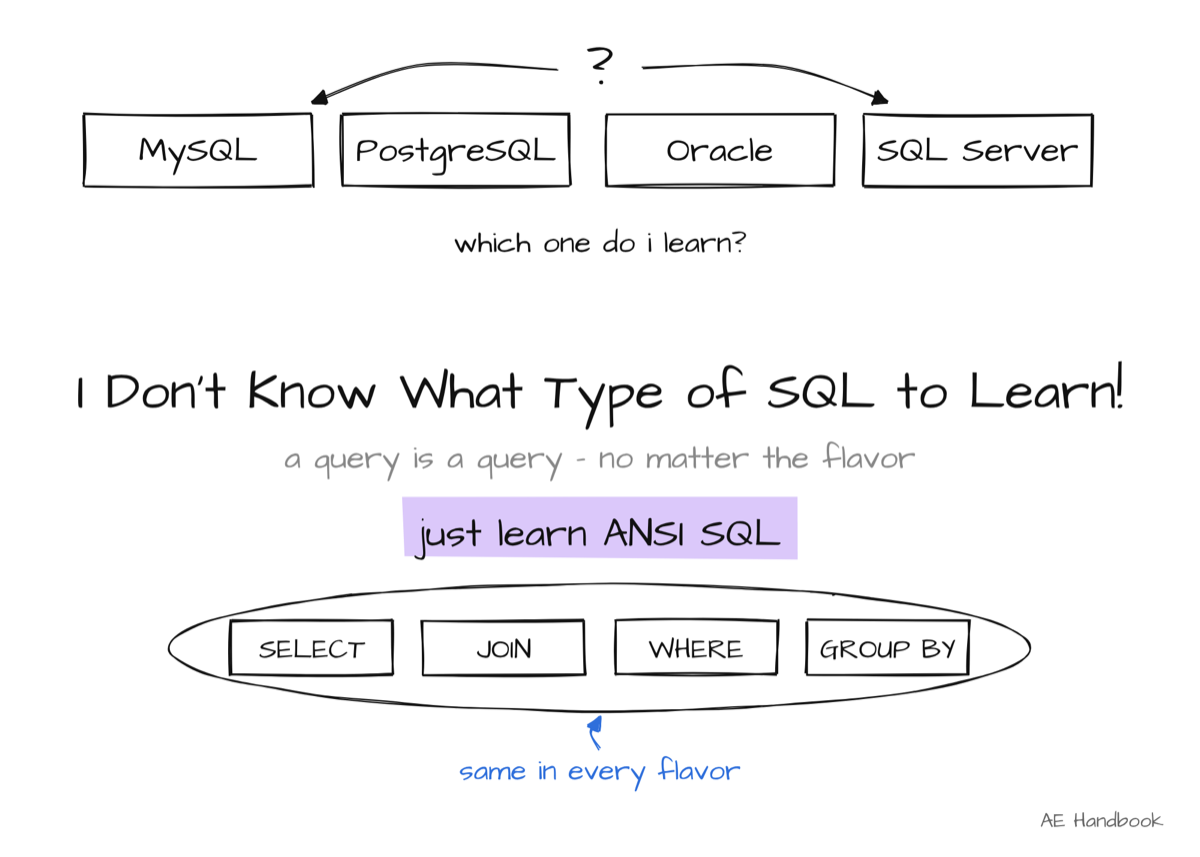 ?
MySQL PostgreSQL Oracle SQL Server
which one do i learn?
I Don't Know What Type of SQL to Learn!
a query is a query - no matter the flavor
just learn ANSI SQL
SELECT JOIN WHERE GROUP BY
same in every flavor
AE Handbook